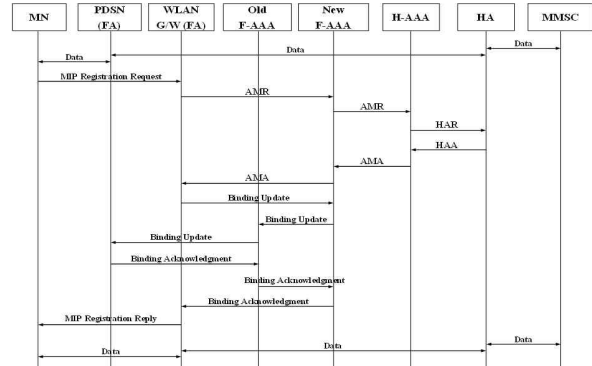 MN PDSN (FA) WLAN G/W (FA) Old F-AAA New F-AAA H-AAA HA MMSC
Data
Data
Data
MIP Registration Request
AMR
AMR
HAR
HAA
AMA
AMA
Binding Update
Binding Update
Binding Update
Binding Acknowledgment
Binding Acknowledgment
Binding Acknowledgment
MIP Registration Reply
Data
Data
Data